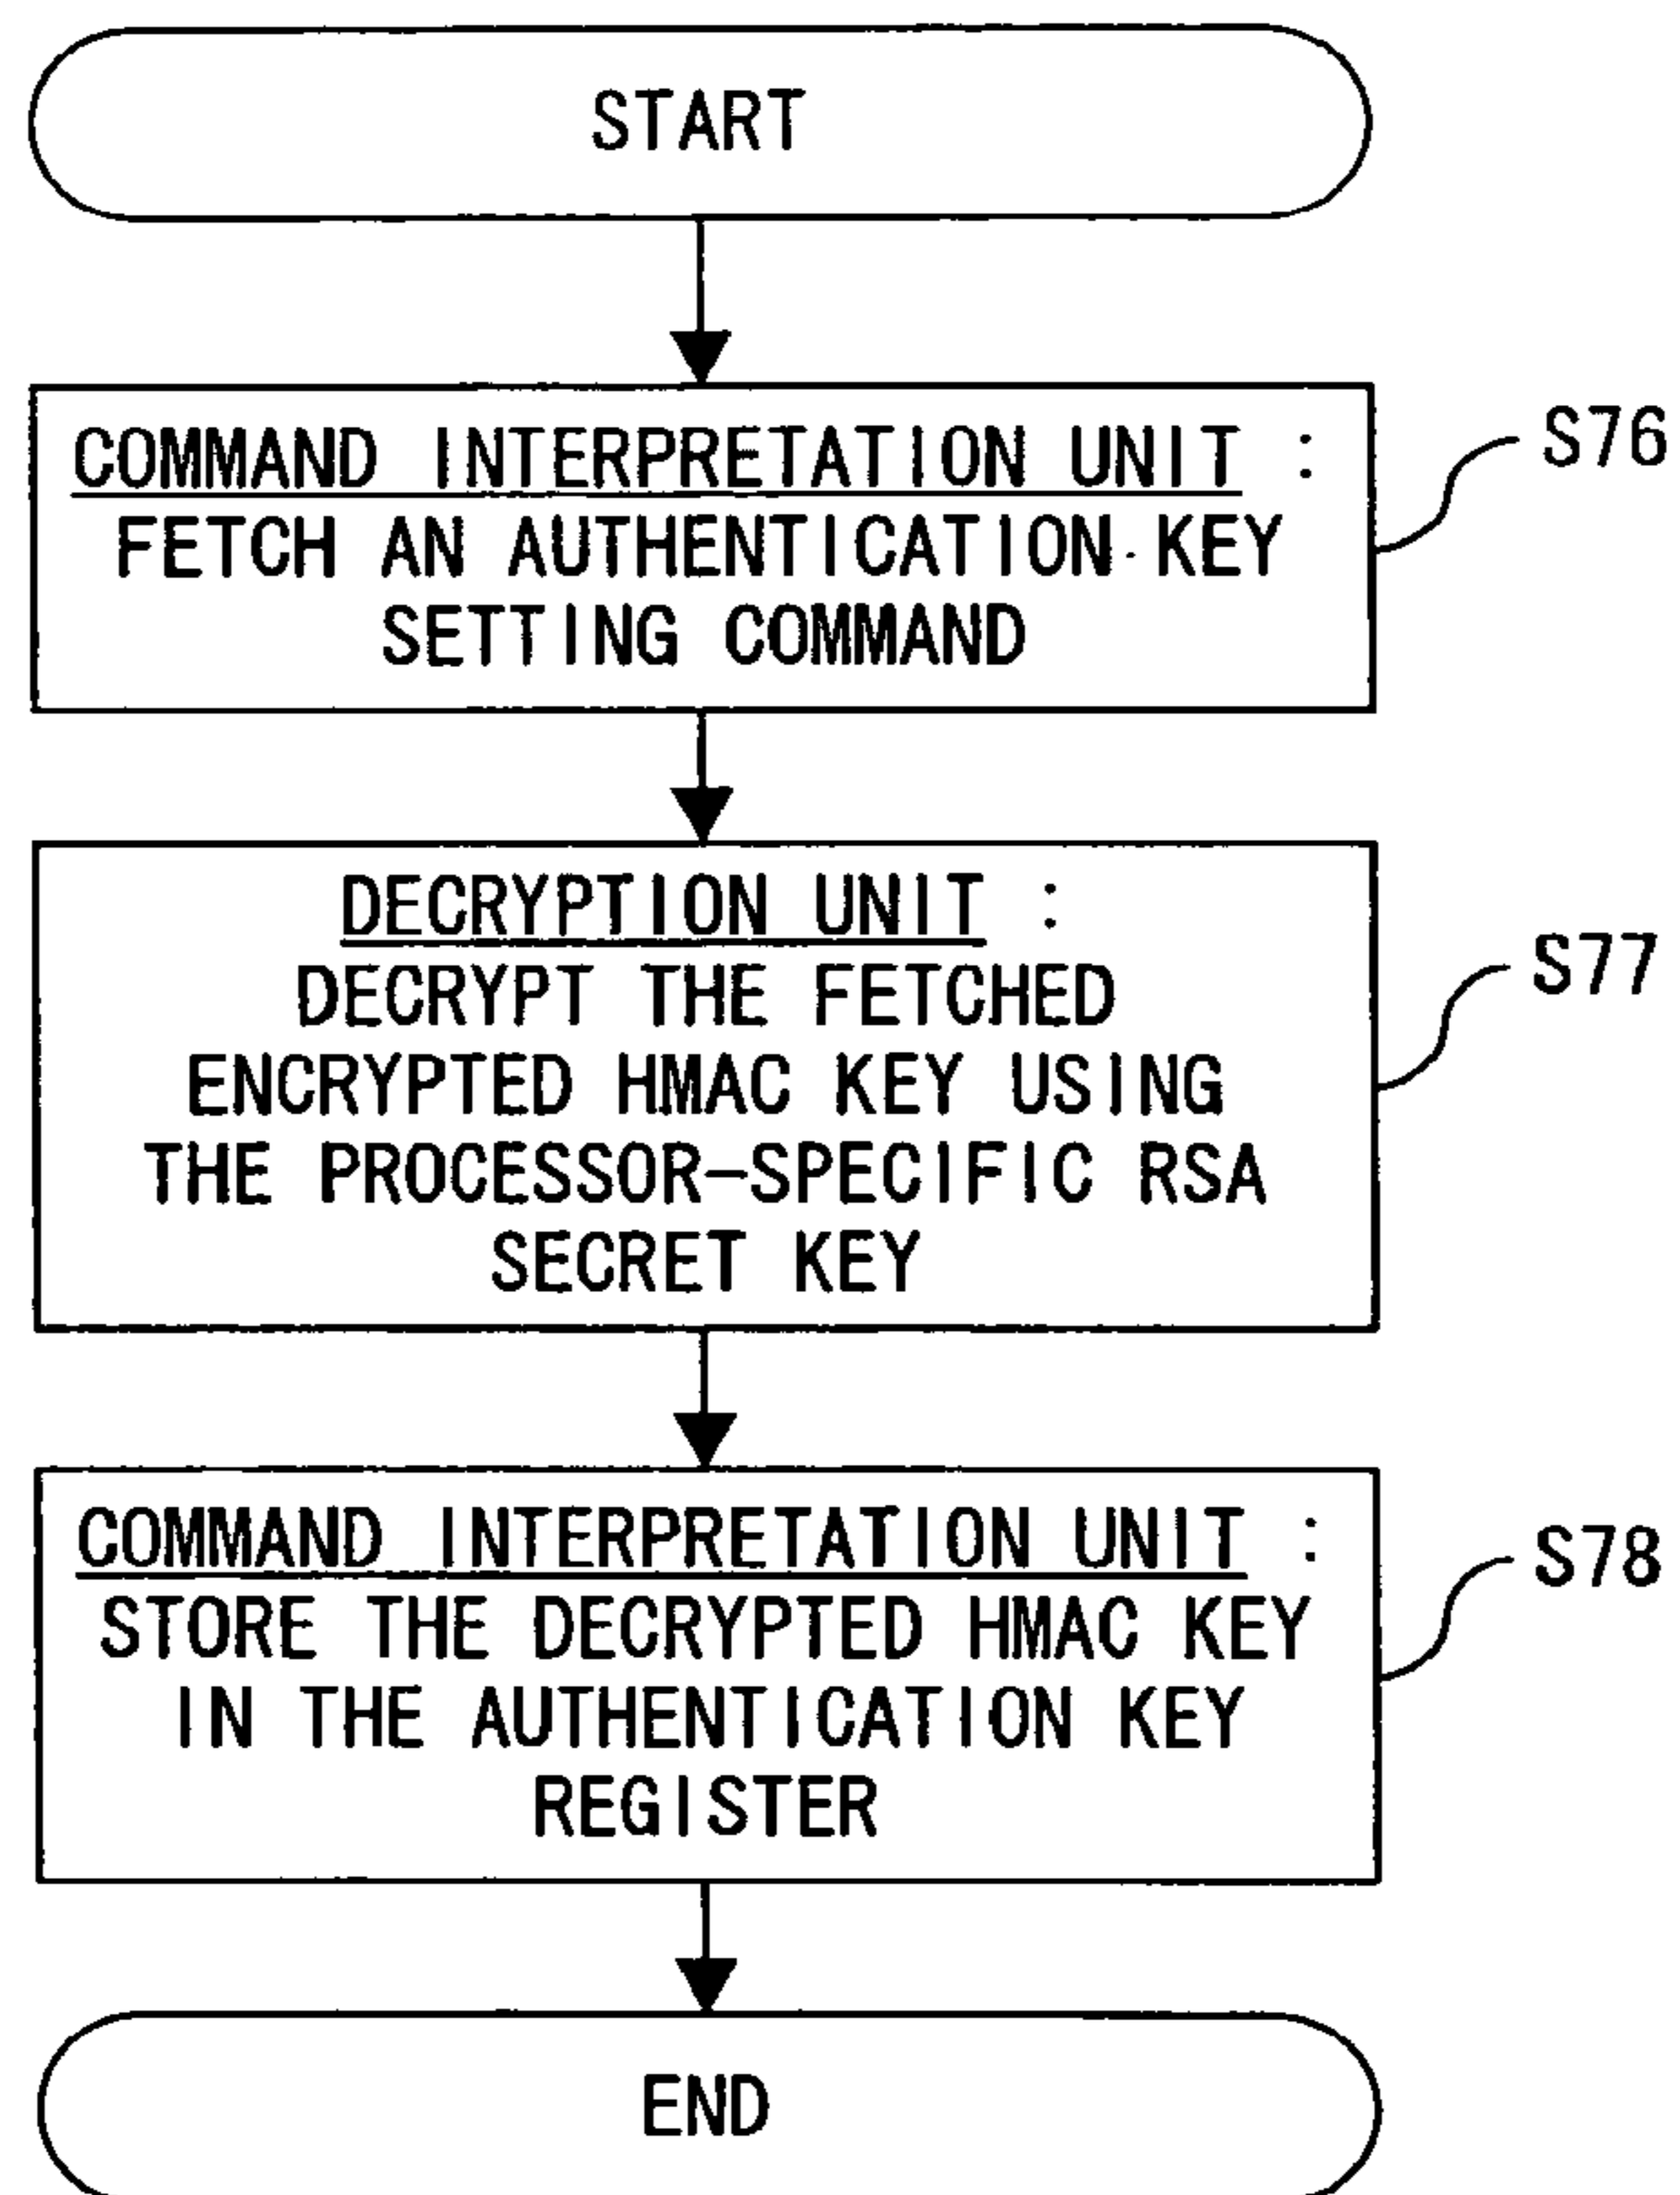 START
COMMAND INTERPRETATION UNIT :
FETCH AN AUTHENTICATION KEY
SETTING COMMAND
S76
DECRYPTION UNIT :
DECRYPT THE FETCHED
ENCRYPTED HMAC KEY USING
THE PROCESSOR-SPECIFIC RSA
SECRET KEY
S77
COMMAND INTERPRETATION UNIT :
STORE THE DECRYPTED HMAC KEY
IN THE AUTHENTICATION KEY
REGISTER
S78
END